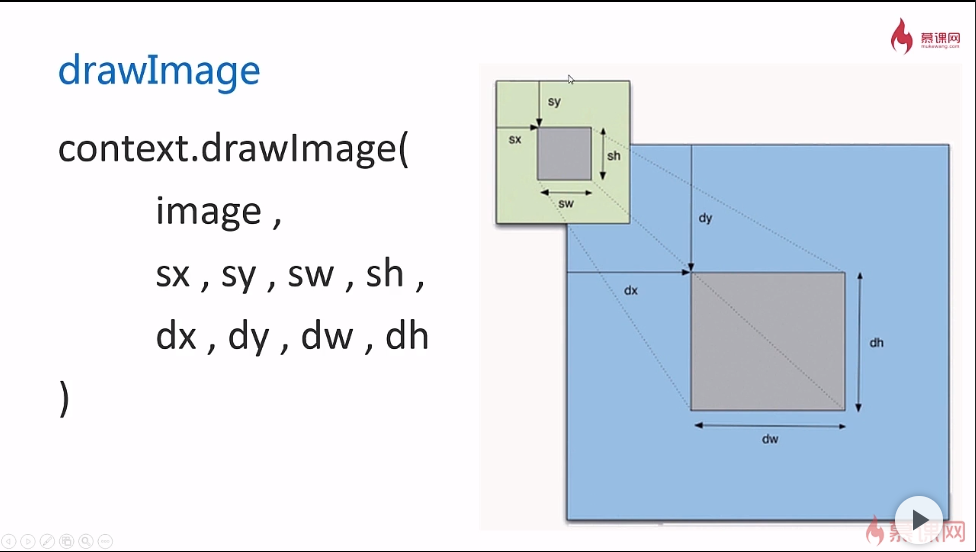 慕课网
mukewang.com
drawImage
context.drawImage(
image ,
sx , sy , sw , sh ,
dx , dy , dw , dh
)
sy
sx
sh
sw
dy
dx
dh
dw
慕课网